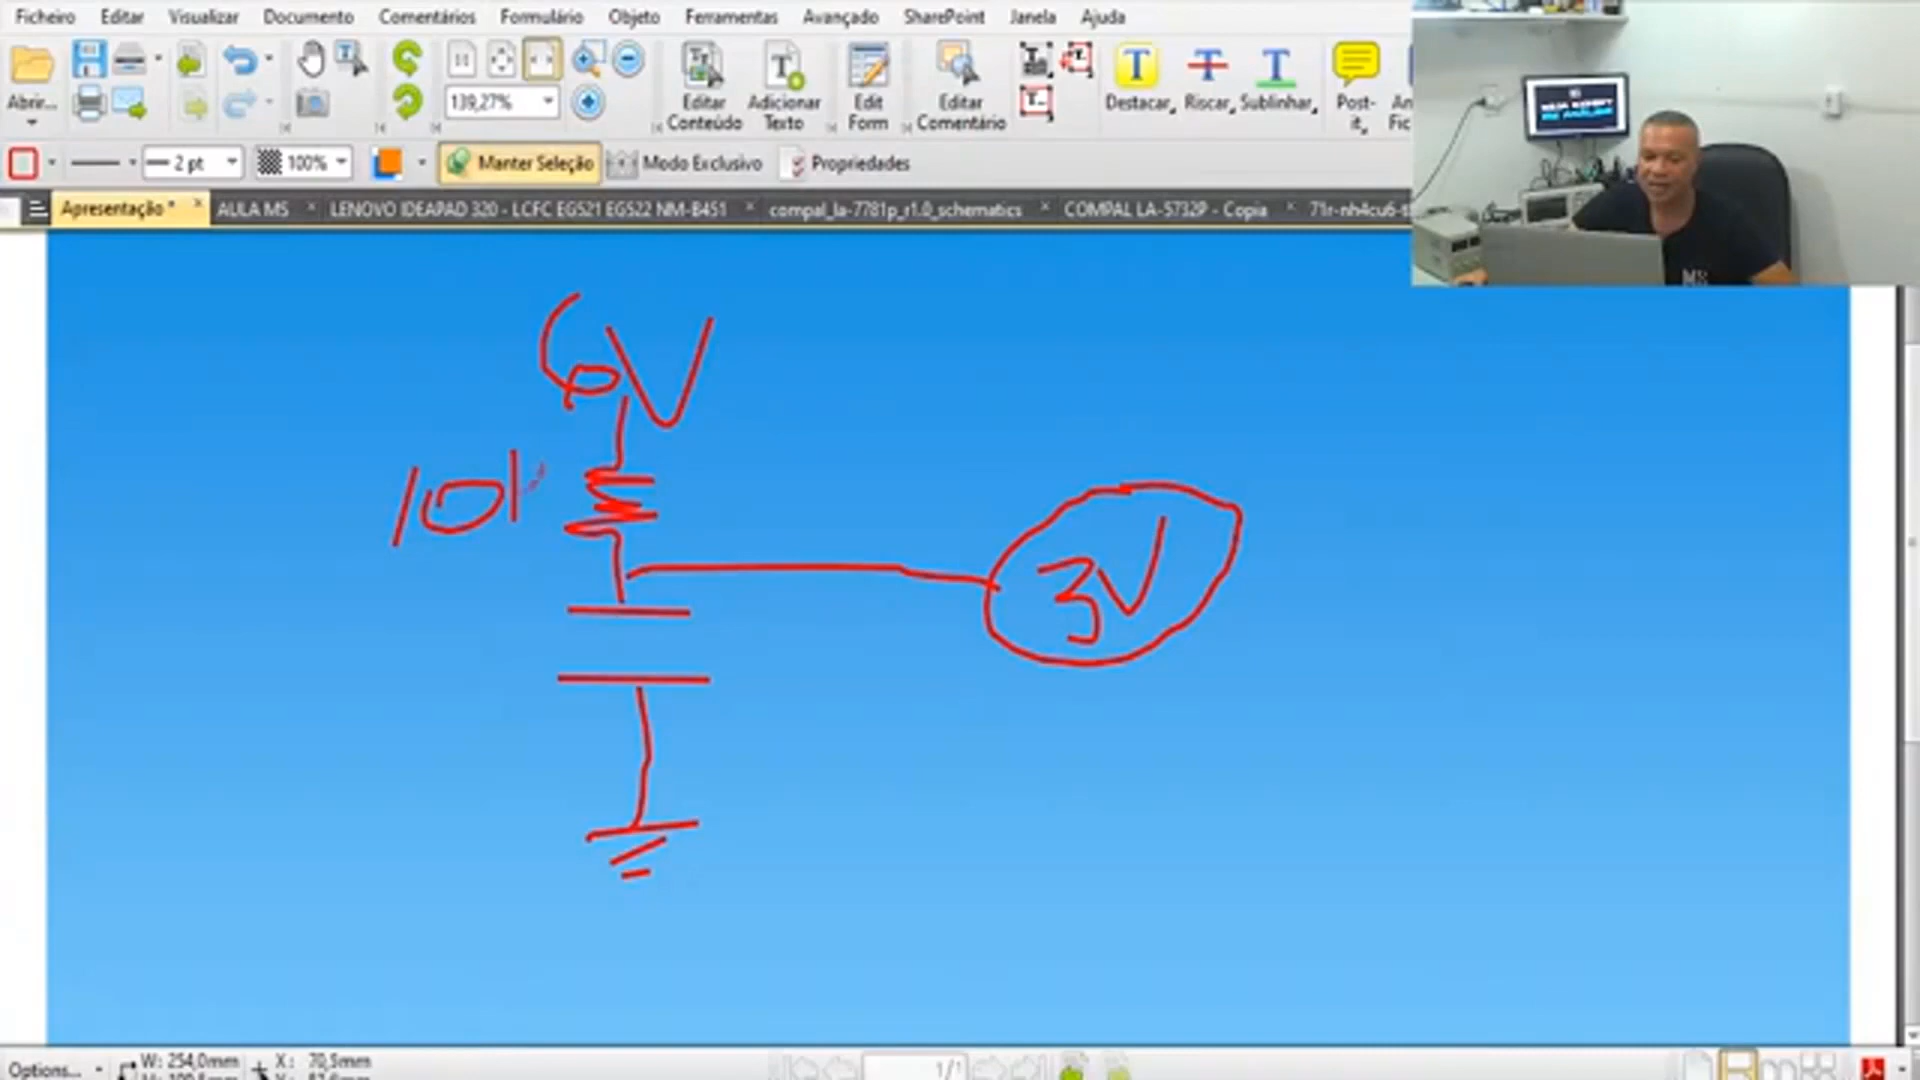 Ficheiro Editar Visualizar Documento Comentários Formulário Objeto Ferramentas Avançado SharePoint Janela Ajuda
Abrir... 139,27% Editar Conteúdo Adicionar Texto Edit Form Editar Comentário Destacar Riscar Sublinhar Post-it
2 pt 100% Manter Seleção Modo Exclusivo Propriedades
Apresentação * AULA MS LENOVO IDEAPAD 320 - LCFC EG521 EG522 NM-B451 compal_la-7781p_r1.0_schematics COMPAL LA-5732P - Copia
6V
10k
3V
Options... W: 254,0mm X: 70,5mm 1/1